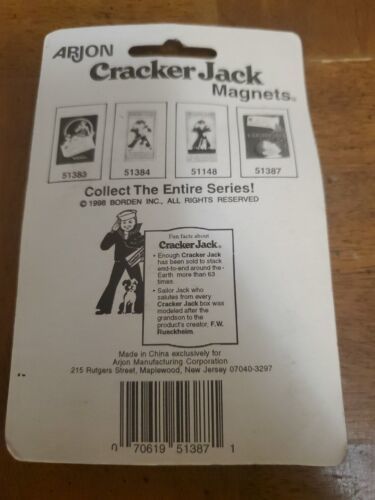 ARJON
Cracker Jack
Magnets®
51383 51384 51148 51387
Collect The Entire Series!
© 1998 BORDEN INC., ALL RIGHTS RESERVED
Fun facts about
Cracker Jack®
• Enough Cracker Jack
has been sold to stack
end-to-end around the
Earth more than 63
times.
• Sailor Jack who
salutes from every
Cracker Jack box was
modeled after the
grandson to the
product's creator, F.W.
Rueckheim.
Made in China exclusively for
Arjon Manufacturing Corporation
215 Rutgers Street, Maplewood, New Jersey 07040-3297
0 70619 51387 1